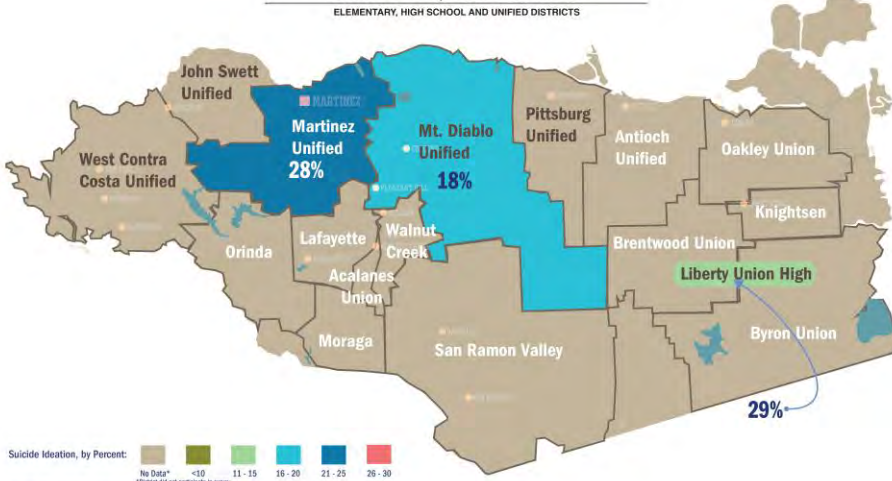 ELEMENTARY, HIGH SCHOOL AND UNIFIED DISTRICTS
John Swett
Unified
MARTINEZ
Martinez
Unified
28%
Mt. Diablo
Unified
18%
Pittsburg
Unified
Antioch
Unified
Oakley Union
West Contra
Costa Unified
PLEASANT HILL
Knightsen
Orinda
Lafayette
Walnut
Creek
Brentwood Union
Acalanes
Union
Liberty Union High
Moraga
San Ramon Valley
Byron Union
29%
Suicide Ideation, by Percent:
No Data*
<10
11 - 15
16 - 20
21 - 25
26 - 30